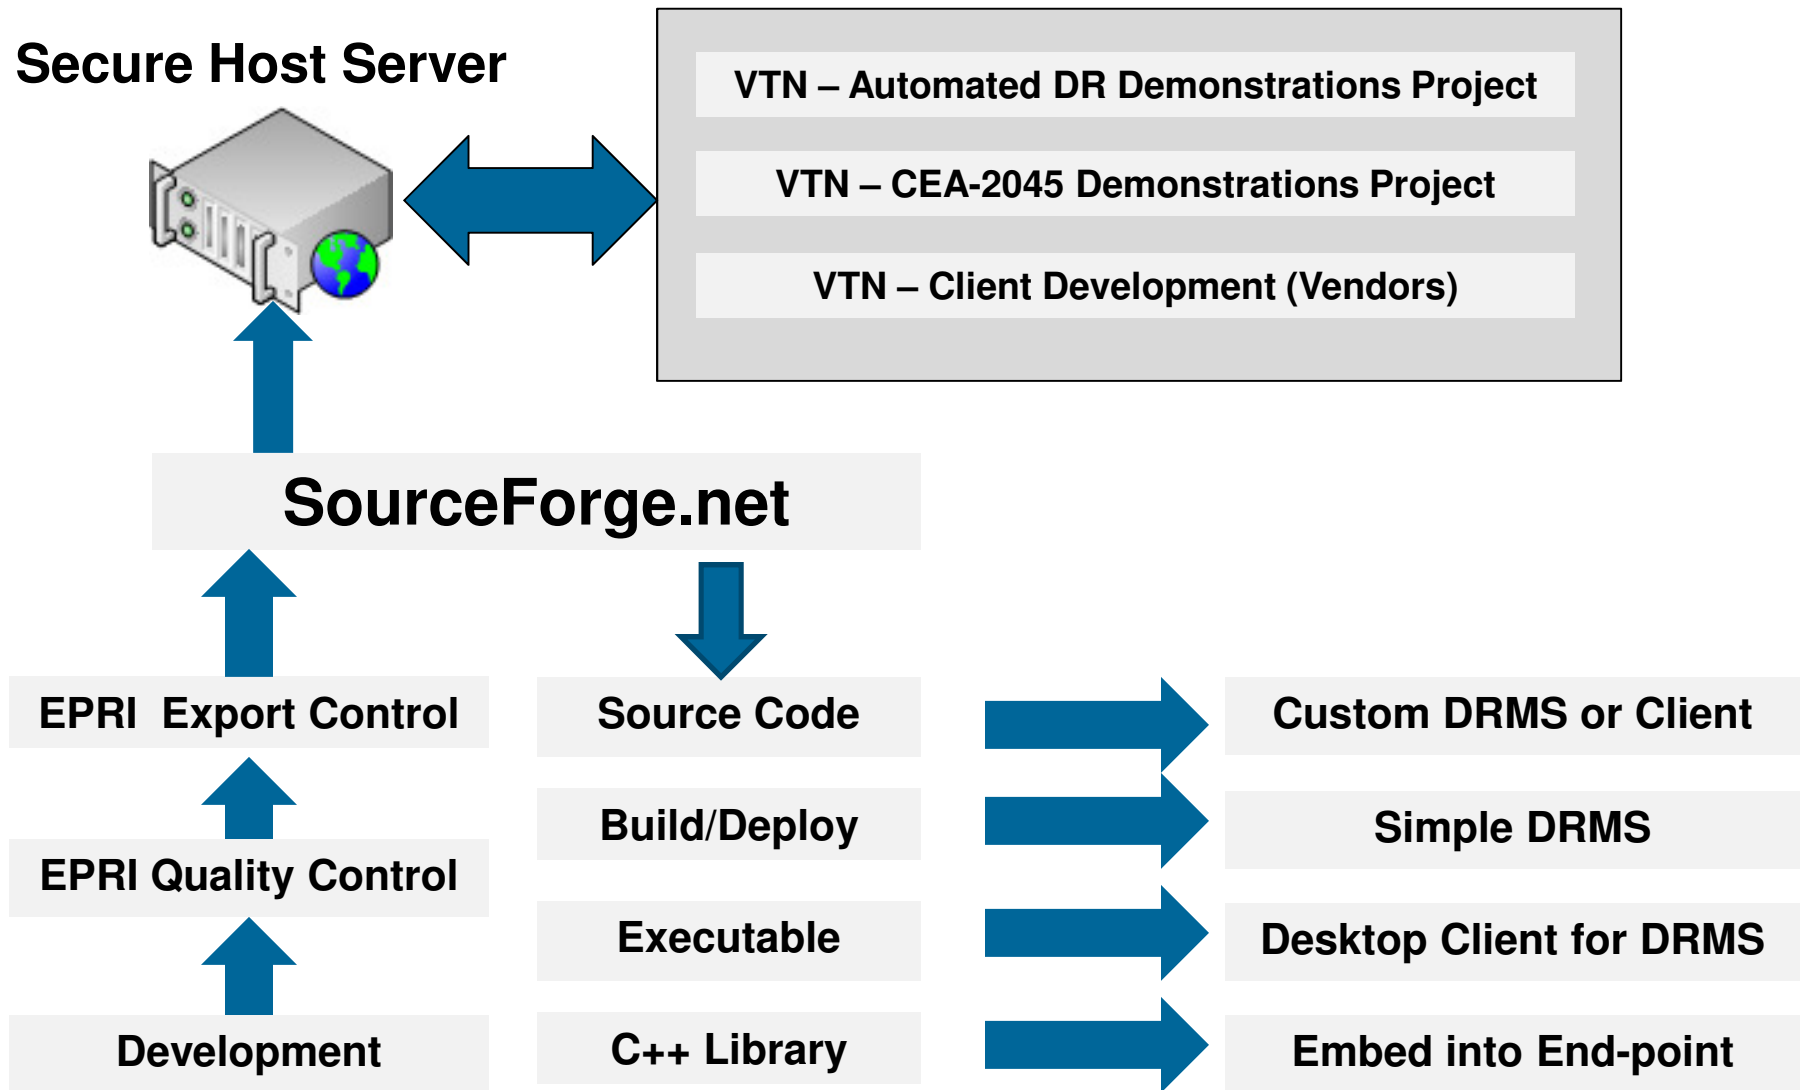 Secure Host Server
VTN – Automated DR Demonstrations Project
VTN – CEA-2045 Demonstrations Project
VTN – Client Development (Vendors)
SourceForge.net
EPRI  Export Control
Source Code
Custom DRMS or Client
Build/Deploy
Simple DRMS
EPRI Quality Control
Executable
Desktop Client for DRMS
Development
C++ Library
Embed into End-point